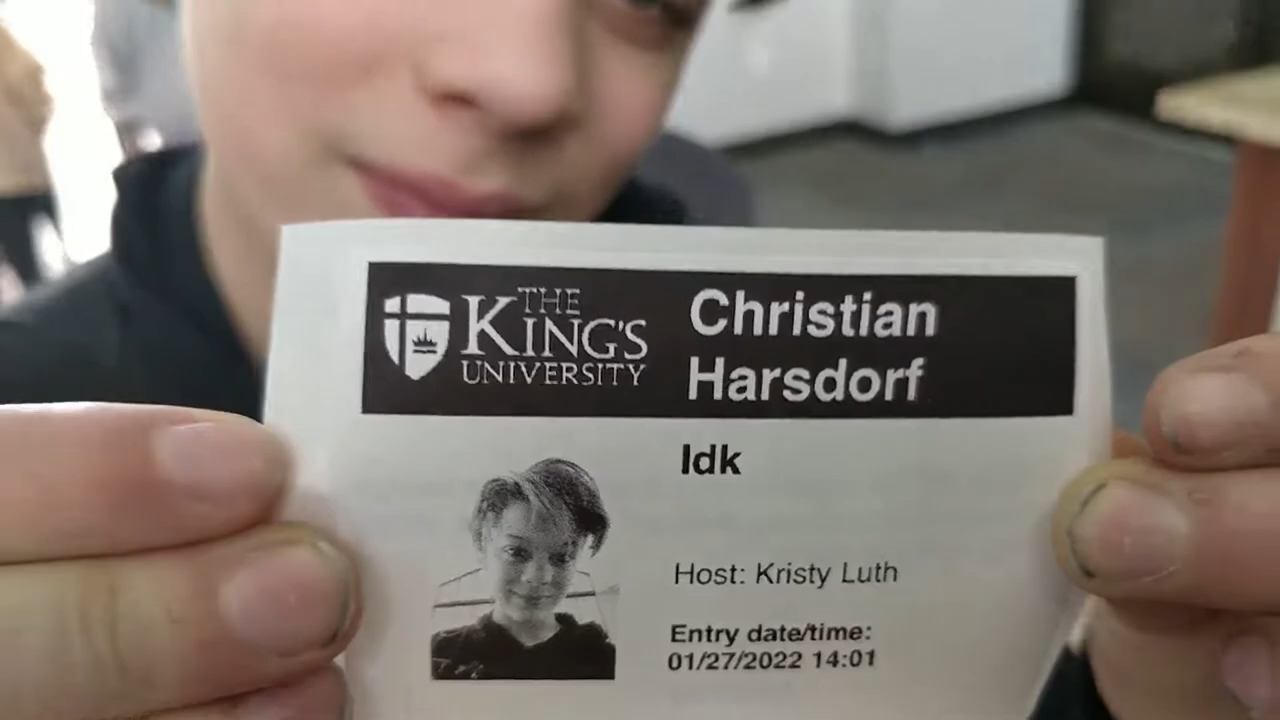 THE
KING'S
UNIVERSITY
Christian
Harsdorf
Idk
Host: Kristy Luth
Entry date/time:
01/27/2022 14:01